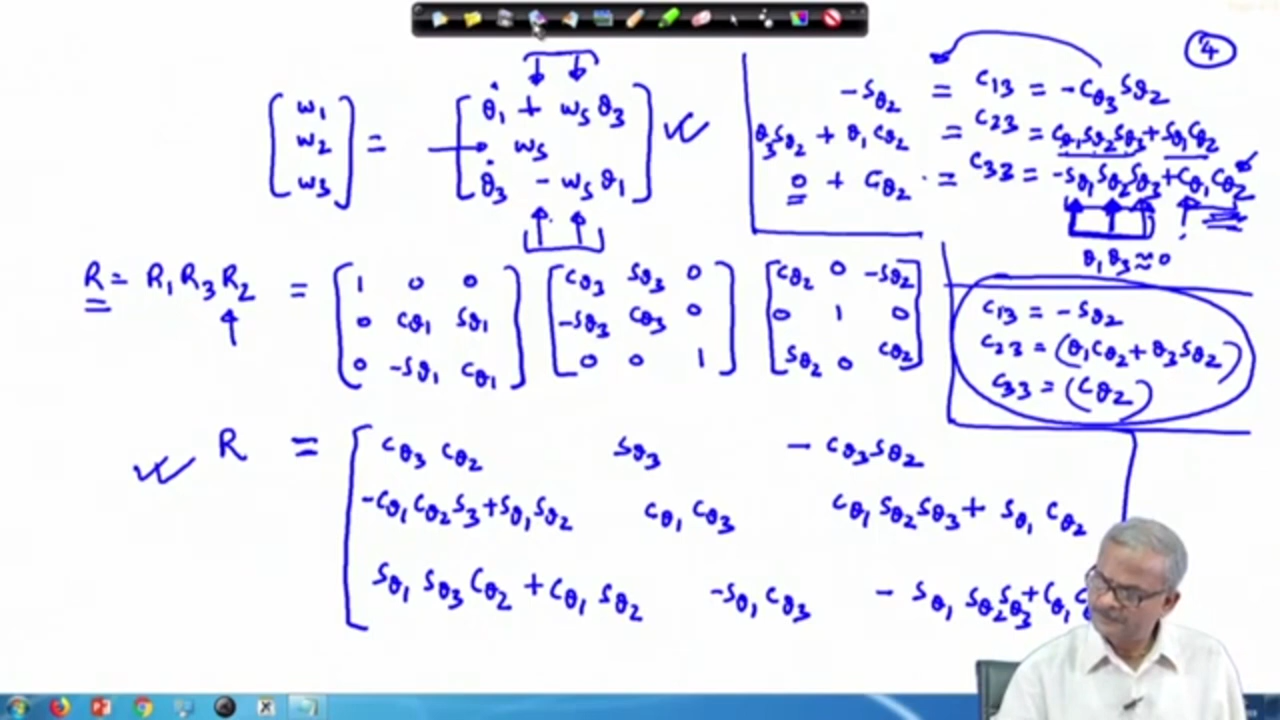 4
[ω1 ω2 ω3] = [θ̇1 + ωs θ3
ωs
θ̇3 - ωs θ1]
-sθ2 = c13 = -cθ3 sθ2
θ3 sθ2 + θ1 cθ2 = c23 = cθ1 sθ2 sθ3 + sθ1 cθ2
0 + cθ2 = c33 = -sθ1 sθ2 sθ3 + cθ1 cθ2
θ1 θ3 ≈ 0
R = R1 R3 R2 = [1 0 0] [cθ3 sθ3 0] [cθ2 0 -sθ2]
[0 cθ1 sθ1] [-sθ3 cθ3 0] [0 1 0]
[0 -sθ1 cθ1] [0 0 1] [sθ2 0 cθ2]
c13 = -sθ2
c23 = (θ1 cθ2 + θ3 sθ2)
c33 = (cθ2)
R = [cθ3 cθ2 sθ3 - cθ3 sθ2
-cθ1 cθ2 s3 + sθ1 sθ2 cθ1 cθ3 cθ1 sθ2 sθ3 + sθ1 cθ2
sθ1 sθ3 cθ2 + cθ1 sθ2 -sθ1 cθ3 - sθ1 sθ2 sθ3 + cθ1